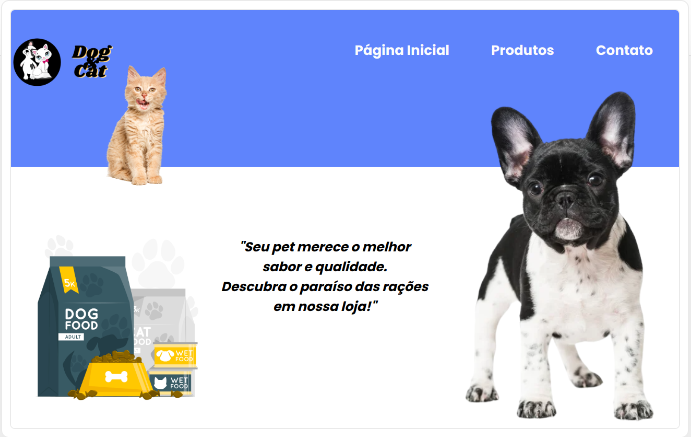 Dog
&
Cat
Página Inicial
Produtos
Contato
"Seu pet merece o melhor
sabor e qualidade.
Descubra o paraíso das rações
em nossa loja!"
5K
DOG
FOOD
ADULT
CAT
FOOD
WET
FOOD
WET
FOOD